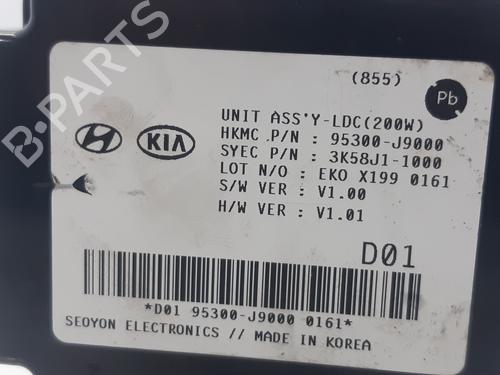 (855)
Pb
UNIT ASS'Y-LDC(200W)
HKMC P/N : 95300-J9000
SYEC P/N : 3K58J1-1000
LOT N/O : EKO X199 0161
S/W VER : V1.00
H/W VER : V1.01
KIA
D01
*D01 95300-J9000 0161*
SEOYON ELECTRONICS // MADE IN KOREA